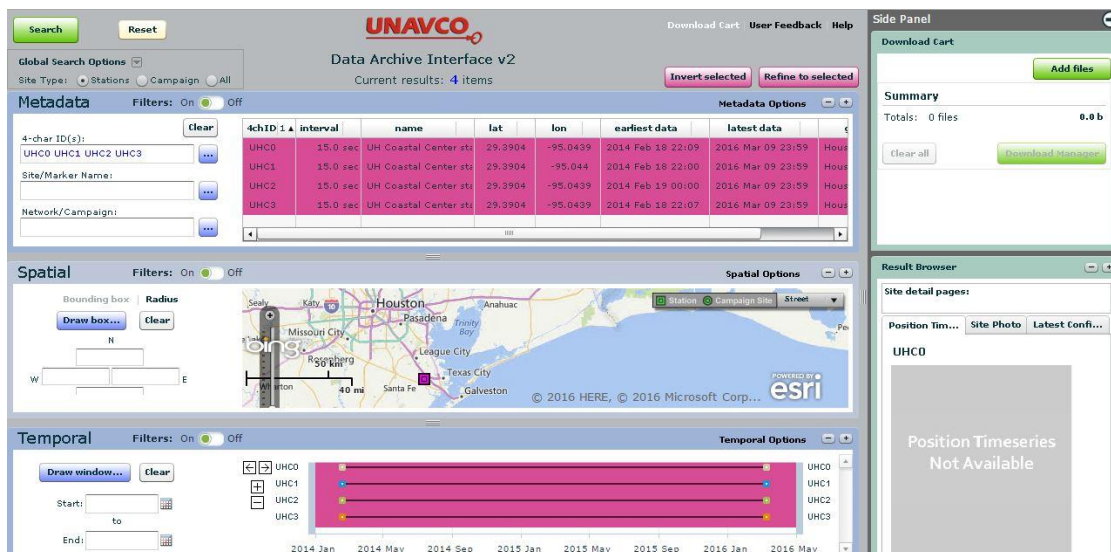 Search
Reset
UNAVCO
Download Cart User Feedback Help
Side Panel
Download Cart
Global Search Options
Data Archive Interface v2
Site Type: Stations Campaign All
Current results: 4 items
Invert selected
Refine to selected
Add files
Summary
Totals: 0 files 0.0 b
Clear all
Download Manager
Metadata Filters: On Off Metadata Options
Clear
4-char ID(s):
UHC0 UHC1 UHC2 UHC3
...
Site/Marker Name:
...
Network/Campaign:
...
4chID 1 interval name lat lon earliest data latest data
UHC0 15.0 sec UH Coastal Center sta 29.3904 -95.0439 2014 Feb 18 22:09 2016 Mar 09 23:59 Hous
UHC1 15.0 sec UH Coastal Center sta 29.3904 -95.044 2014 Feb 18 22:00 2016 Mar 09 23:59 Hous
UHC2 15.0 sec UH Coastal Center sta 29.3904 -95.0439 2014 Feb 19 00:00 2016 Mar 09 23:59 Hous
UHC3 15.0 sec UH Coastal Center sta 29.3904 -95.0439 2014 Feb 18 22:07 2016 Mar 09 23:59 Hous
Spatial Filters: On Off Spatial Options
Bounding box | Radius
Draw box...
Clear
N
W E
Sealy
Katy
10
Houston
Anahuac
Pasadena
Trinity
Bay
Missouri City
League City
Rosenberg
Texas City
Wharton
Santa Fe
Galveston
bing
50 km
40 mi
Station Campaign Site Street
© 2016 HERE, © 2016 Microsoft Corp...
POWERED BY
esri
Result Browser
Site detail pages:
Position Tim... Site Photo Latest Confi...
UHC0
Position Timeseries
Not Available
Temporal Filters: On Off Temporal Options
Draw window...
Clear
Start:
to
End:
UHC0 UHC0
UHC1 UHC1
UHC2 UHC2
UHC3 UHC3
2014 Jan 2014 May 2014 Sep 2015 Jan 2015 May 2015 Sep 2016 Jan 2016 May